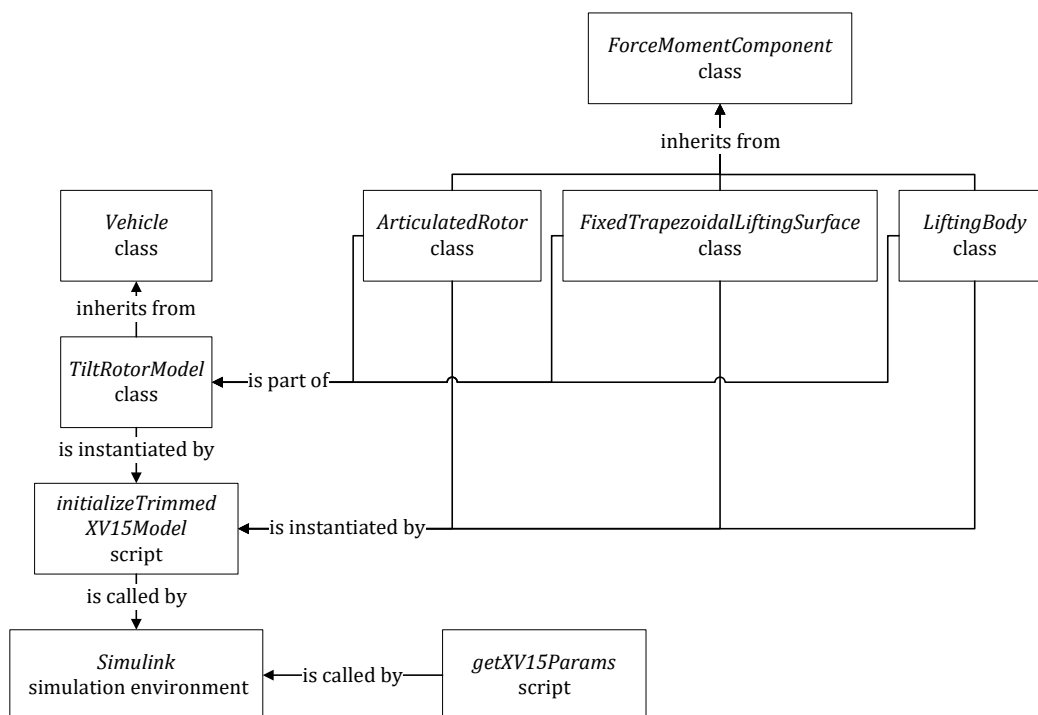 ForceMomentComponent
class
inherits from
Vehicle
class
ArticulatedRotor
class
FixedTrapezoidalLiftingSurface
class
LiftingBody
class
inherits from
TiltRotorModel
class
is part of
is instantiated by
initializeTrimmed
XV15Model
script
is instantiated by
is called by
Simulink
simulation environment
is called by
getXV15Params
script